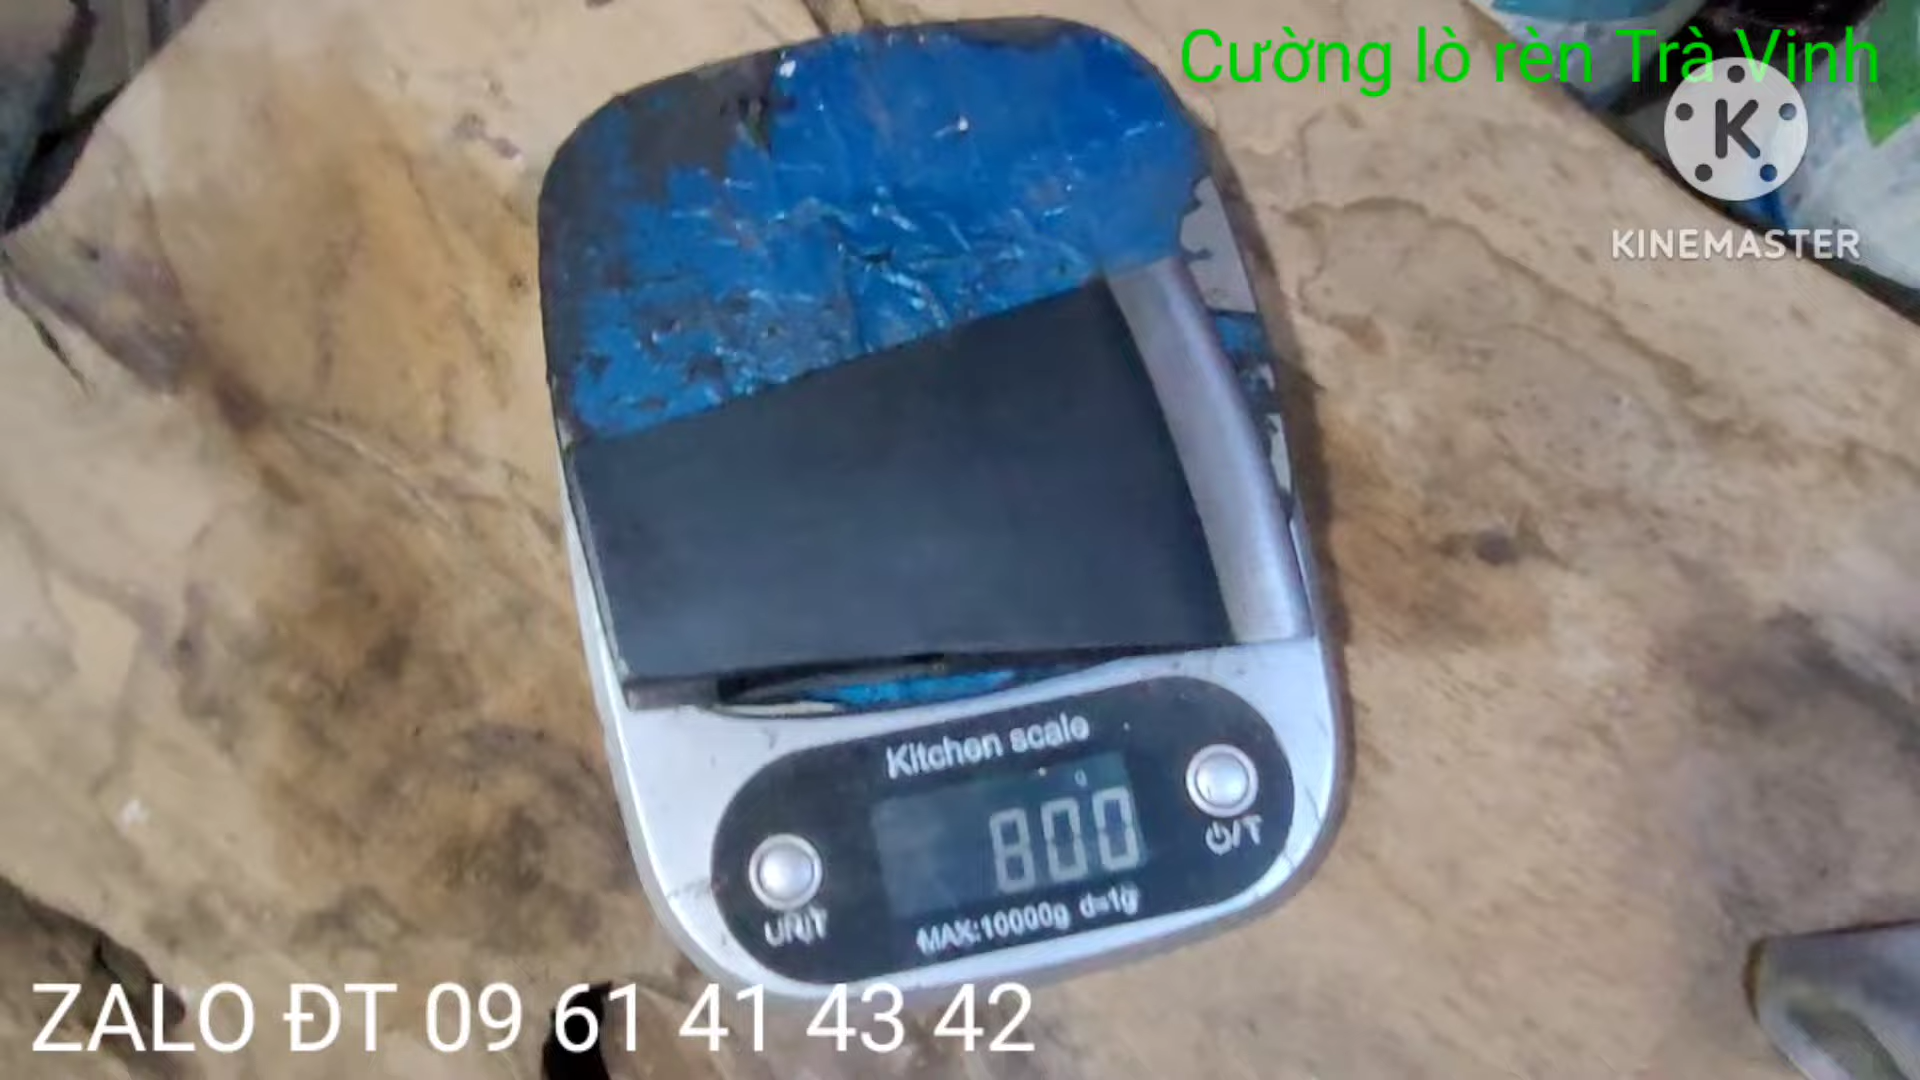 Cường lò rèn Trà Vinh
K
KINEMASTER
Kitchen scale
g
800
UNIT
⏻/T
MAX:10000g d=1g
ZALO ĐT 09 61 41 43 42